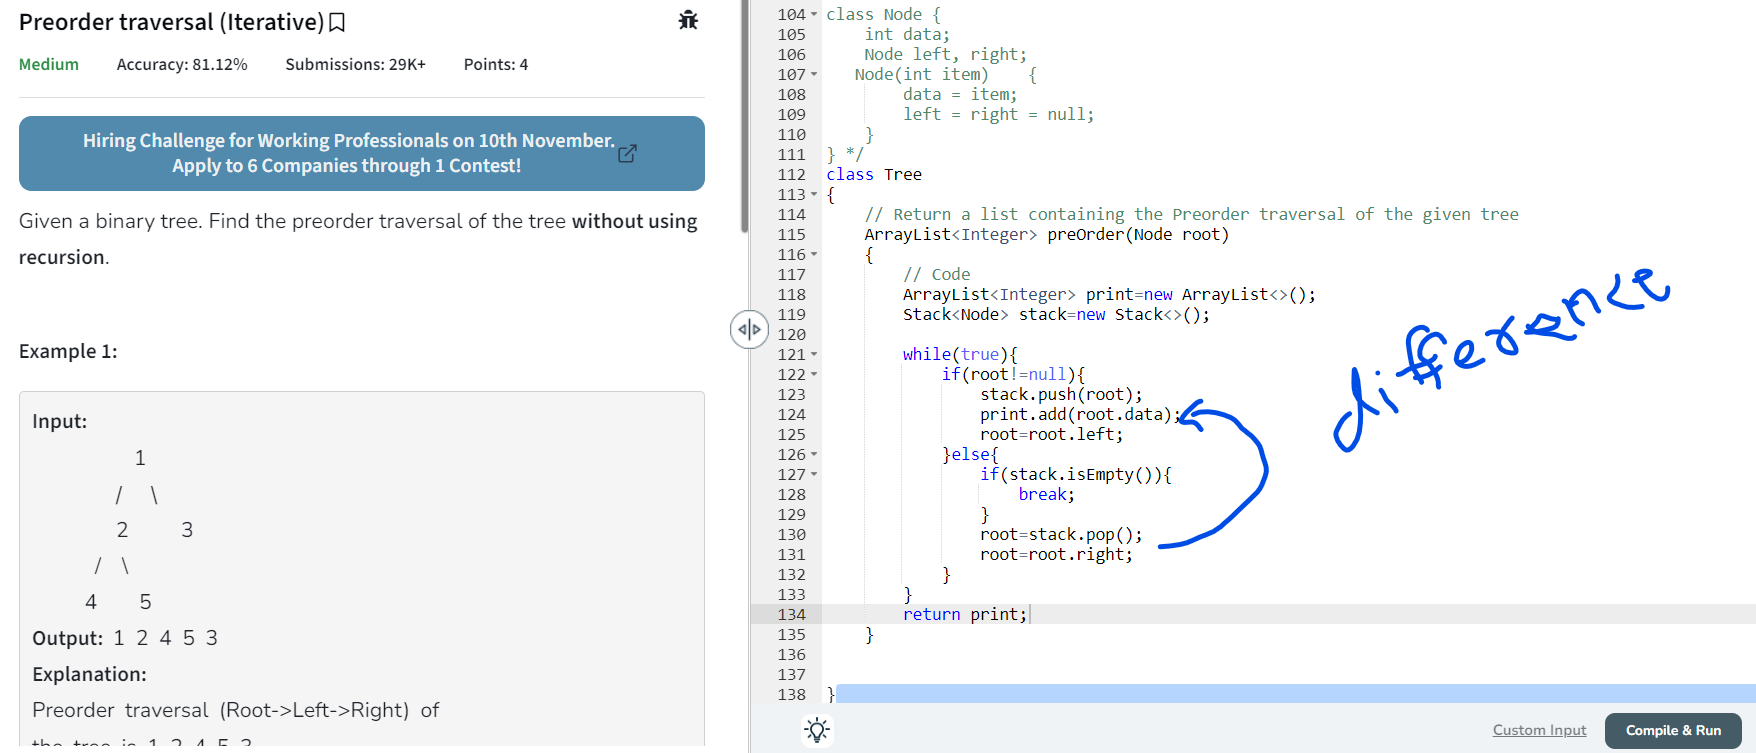 Preorder traversal (Iterative)
Medium Accuracy: 81.12% Submissions: 29K+ Points: 4
Hiring Challenge for Working Professionals on 10th November.
Apply to 6 Companies through 1 Contest!
Given a binary tree. Find the preorder traversal of the tree without using
recursion.
Example 1:
Input:
1
/ \
2 3
/ \
4 5
Output: 1 2 4 5 3
Explanation:
Preorder traversal (Root->Left->Right) of
the tree is 1 2 4 5 3
104 class Node {
105 int data;
106 Node left, right;
107 Node(int item) {
108 data = item;
109 left = right = null;
110 }
111 } */
112 class Tree
113 {
114 // Return a list containing the Preorder traversal of the given tree
115 ArrayList<Integer> preOrder(Node root)
116 {
117 // Code
118 ArrayList<Integer> print=new ArrayList<>();
119 Stack<Node> stack=new Stack<>();
120
121 while(true){
122 if(root!=null){
123 stack.push(root);
124 print.add(root.data);
125 root=root.left;
126 }else{
127 if(stack.isEmpty()){
128 break;
129 }
130 root=stack.pop();
131 root=root.right;
132 }
133 }
134 return print;
135 }
136
137
138 }
difference
Custom Input Compile & Run